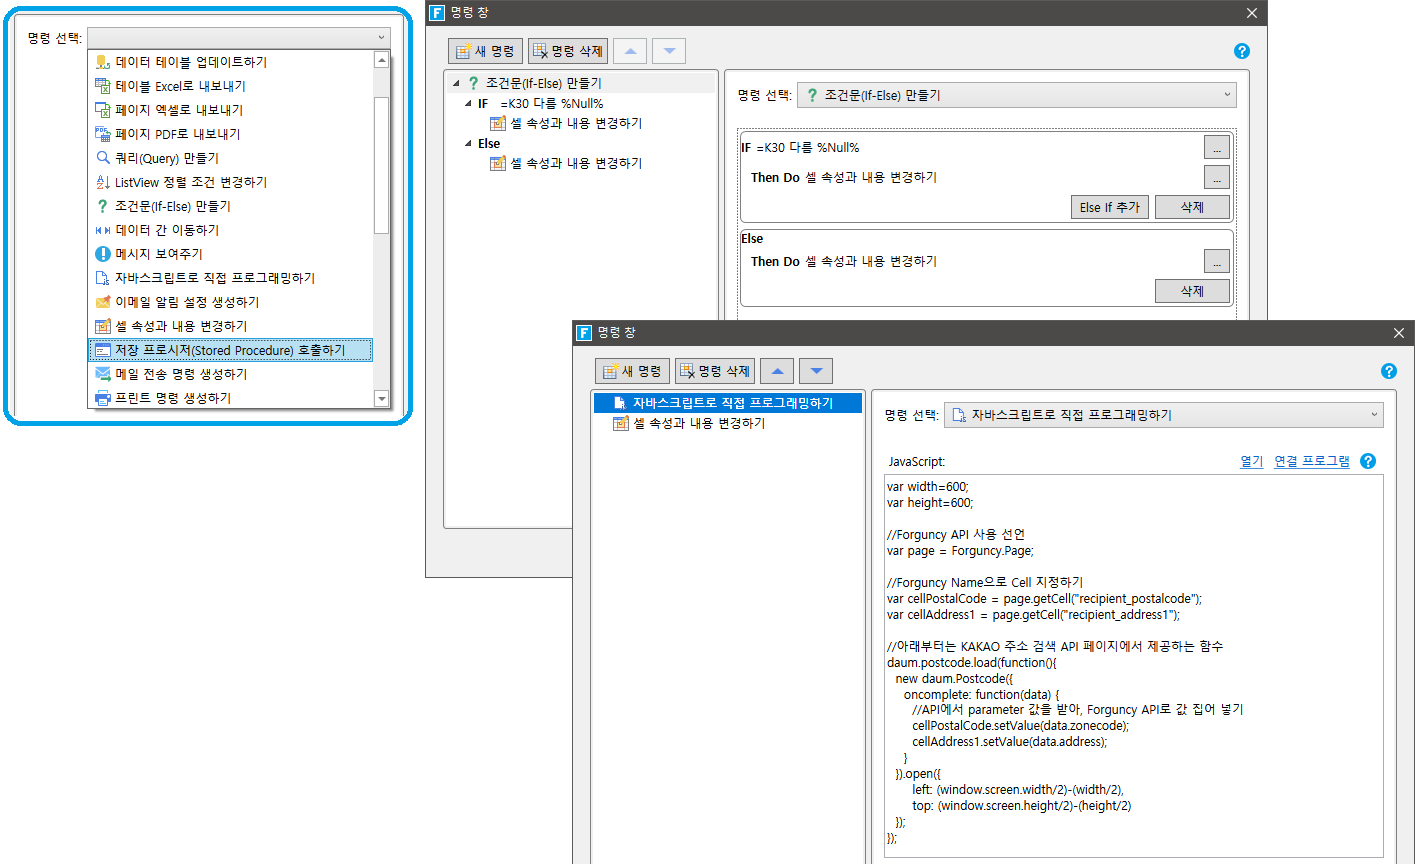 명령 선택:
데이터 테이블 업데이트하기
테이블 Excel로 내보내기
페이지 엑셀로 내보내기
페이지 PDF로 내보내기
쿼리(Query) 만들기
ListView 정렬 조건 변경하기
조건문(If-Else) 만들기
데이터 간 이동하기
메시지 보여주기
자바스크립트로 직접 프로그래밍하기
이메일 알림 설정 생성하기
셀 속성과 내용 변경하기
저장 프로시저(Stored Procedure) 호출하기
메일 전송 명령 생성하기
프린트 명령 생성하기
F 명령 창
새 명령 명령 삭제
조건문(If-Else) 만들기
IF =K30 다름 %Null%
셀 속성과 내용 변경하기
Else
셀 속성과 내용 변경하기
명령 선택: 조건문(If-Else) 만들기
IF =K30 다름 %Null% ...
Then Do 셀 속성과 내용 변경하기 ...
Else If 추가 삭제
Else
Then Do 셀 속성과 내용 변경하기 ...
삭제
F 명령 창
새 명령 명령 삭제
자바스크립트로 직접 프로그래밍하기
셀 속성과 내용 변경하기
명령 선택: 자바스크립트로 직접 프로그래밍하기
JavaScript: 열기 연결 프로그램
var width=600;
var height=600;
//Forguncy API 사용 선언
var page = Forguncy.Page;
//Forguncy Name으로 Cell 지정하기
var cellPostalCode = page.getCell("recipient_postalcode");
var cellAddress1 = page.getCell("recipient_address1");
//아래부터는 KAKAO 주소 검색 API 페이지에서 제공하는 함수
daum.postcode.load(function(){
new daum.Postcode({
oncomplete: function(data) {
//API에서 parameter 값을 받아, Forguncy API로 값 집어 넣기
cellPostalCode.setValue(data.zonecode);
cellAddress1.setValue(data.address);
}
}).open({
left: (window.screen.width/2)-(width/2),
top: (window.screen.height/2)-(height/2)
});
});